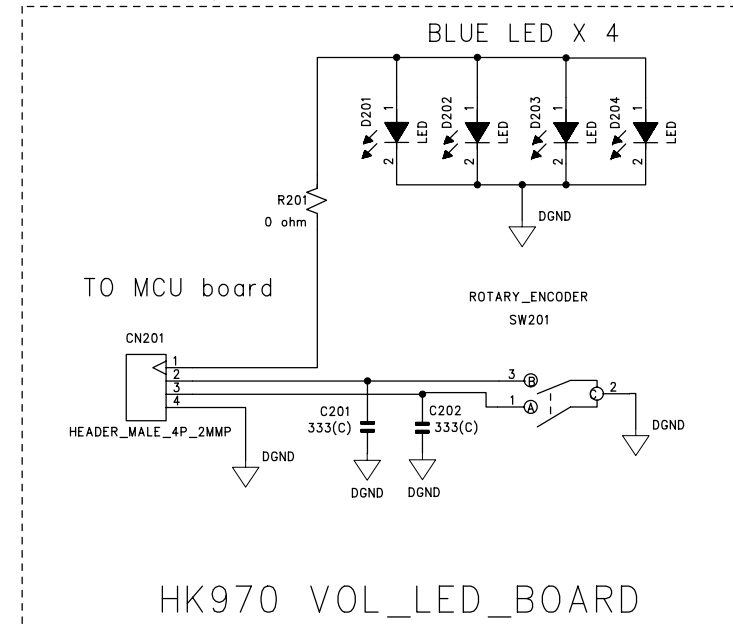 BLUE LED X 4
D201
1
2
LED
D202
1
2
LED
D203
1
2
LED
D204
1
2
LED
R201
0 ohm
DGND
TO MCU board
ROTARY_ENCODER
SW201
CN201
1
2
3
4
HEADER_MALE_4P_2MMP
DGND
C201
333(C)
DGND
C202
333(C)
DGND
3
B
1
A
C
2
DGND
HK970 VOL_LED_BOARD